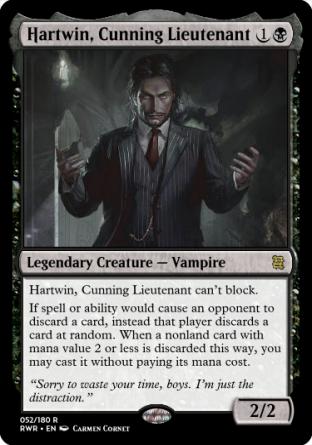 Hartwin, Cunning Lieutenant 1
Legendary Creature — Vampire
Hartwin, Cunning Lieutenant can't block.
If spell or ability would cause an opponent to
discard a card, instead that player discards a
card at random. When a nonland card with
mana value 2 or less is discarded this way, you
may cast it without paying its mana cost.
"Sorry to waste your time, boys. I'm just the
distraction."
052/180 R
RWR • EN CARMEN CORNET
2/2